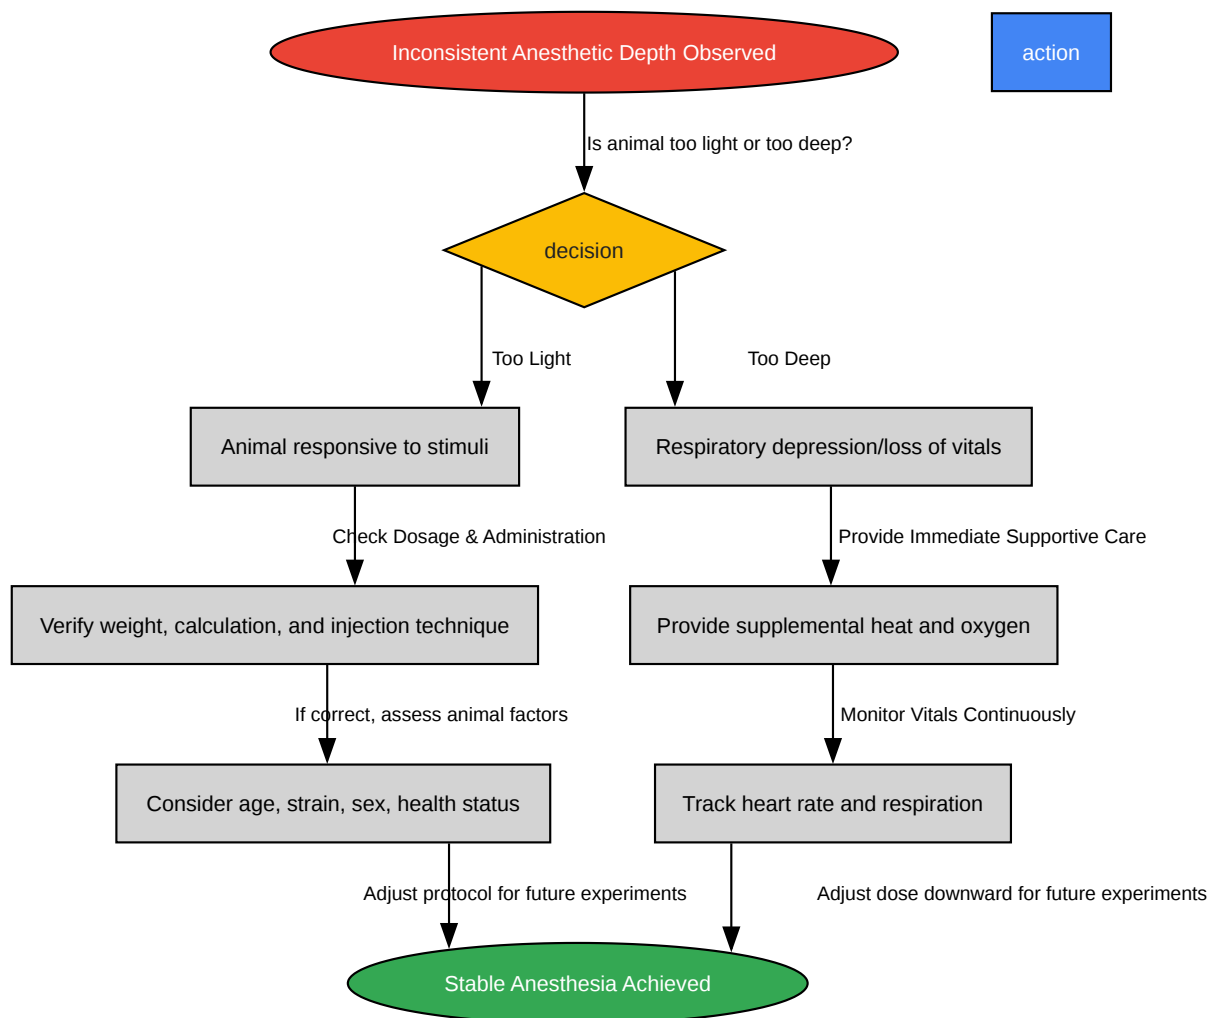 Inconsistent Anesthetic Depth Observed
action
Is animal too light or too deep?
decision
Too Light
Too Deep
Animal responsive to stimuli
Respiratory depression/loss of vitals
Check Dosage & Administration
Provide Immediate Supportive Care
Verify weight, calculation, and injection technique
Provide supplemental heat and oxygen
If correct, assess animal factors
Monitor Vitals Continuously
Consider age, strain, sex, health status
Track heart rate and respiration
Adjust protocol for future experiments
Adjust dose downward for future experiments
Stable Anesthesia Achieved